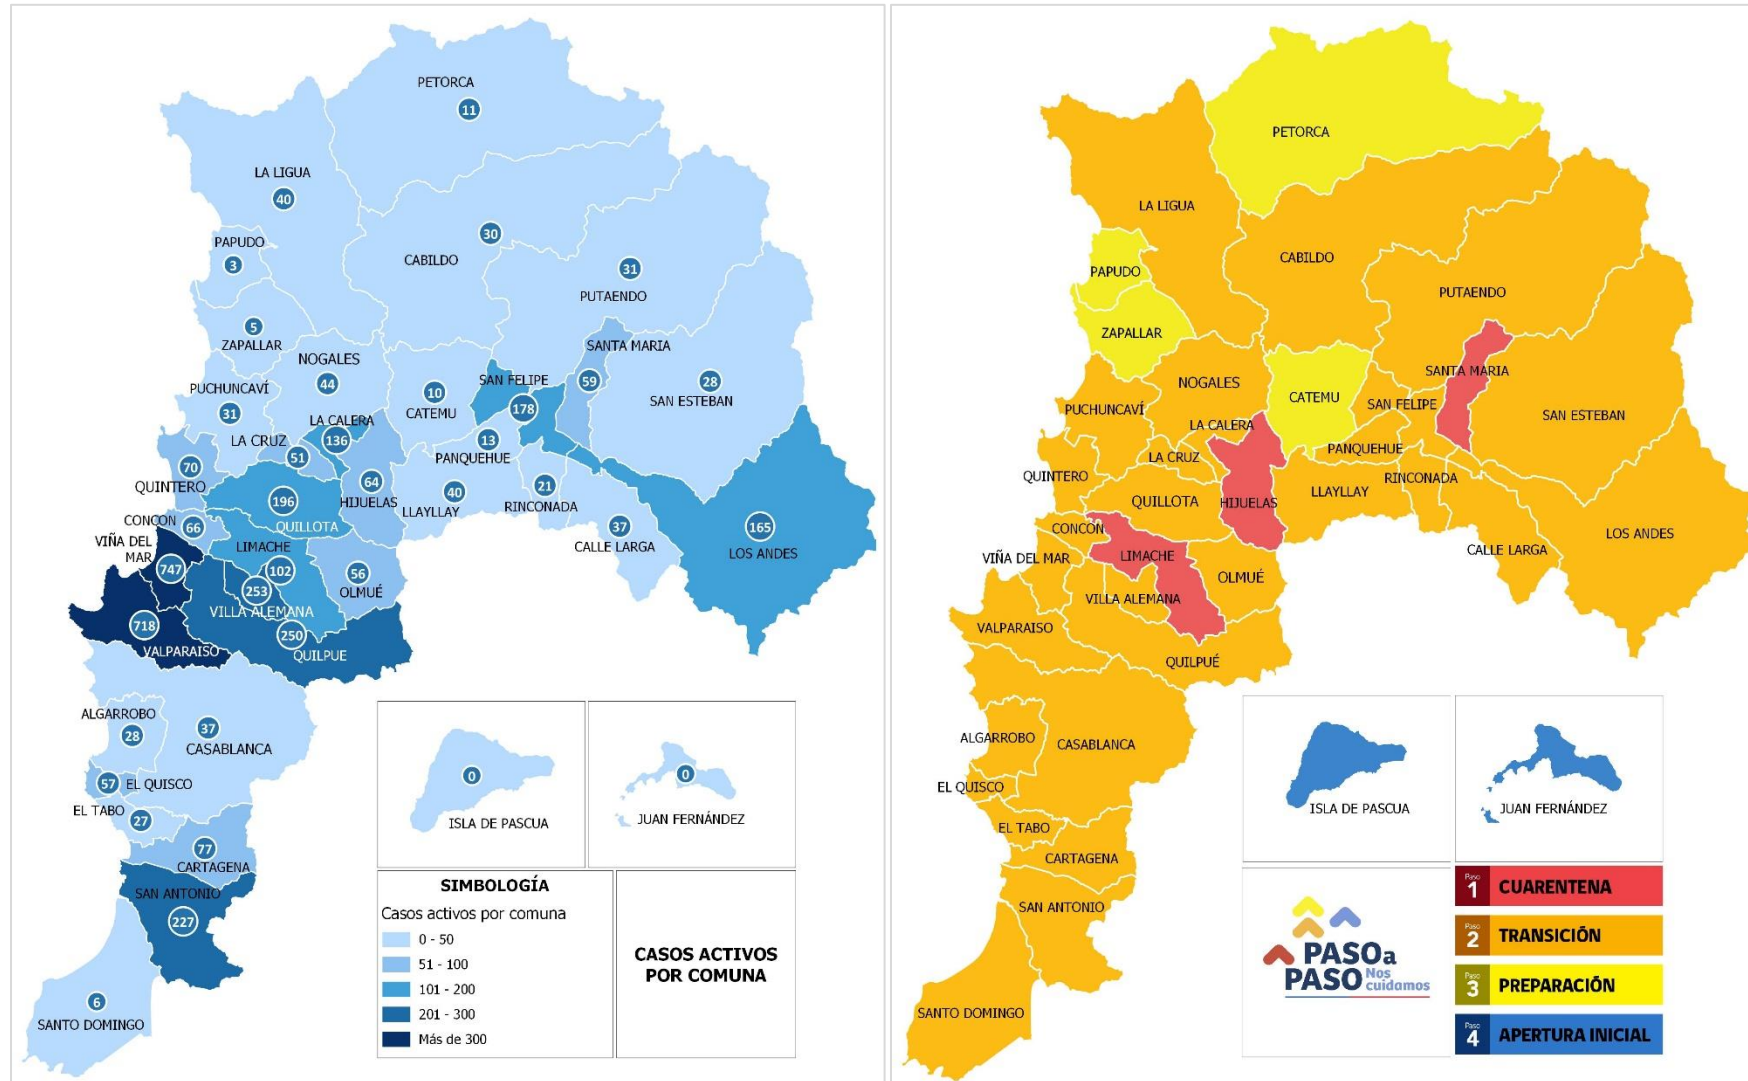 PETORCA
11
LA LIGUA
40
PAPUDO
3
30
CABILDO
31
PUTAENDO
5
ZAPALLAR
SANTA MARIA
NOGALES
44
SAN FELIPE
59
28
SAN ESTEBAN
PUCHUNCAVÍ
31
10
CATEMU
178
LA CALERA
136
LA CRUZ
51
13
PANQUEHUE
70
QUINTERO
64
HIJUELAS
40
LLAYLLAY
21
RINCONADA
196
QUILLOTA
CONCON
66
37
CALLE LARGA
165
LOS ANDES
VIÑA DEL
MAR
747
LIMACHE
102
56
OLMUÉ
253
VILLA ALEMANA
718
VALPARAISO
250
QUILPUE
ALGARROBO
28
37
CASABLANCA
57
EL QUISCO
EL TABO
27
77
CARTAGENA
SAN ANTONIO
227
6
SANTO DOMINGO
0
ISLA DE PASCUA
0
JUAN FERNÁNDEZ
SIMBOLOGÍA
Casos activos por comuna
0 - 50
51 - 100
101 - 200
201 - 300
Más de 300
CASOS ACTIVOS
POR COMUNA
PETORCA
LA LIGUA
CABILDO
PAPUDO
PUTAENDO
ZAPALLAR
NOGALES
SANTA MARIA
CATEMU
SAN FELIPE
SAN ESTEBAN
PUCHUNCAVÍ
LA CALERA
PANQUEHUE
LA CRUZ
QUINTERO
RINCONADA
QUILLOTA
HIJUELAS
LLAYLLAY
CONCÓN
LOS ANDES
VIÑA DEL MAR
LIMACHE
CALLE LARGA
OLMUÉ
VILLA ALEMANA
VALPARAISO
QUILPUÉ
ALGARROBO
CASABLANCA
EL QUISCO
EL TABO
CARTAGENA
SAN ANTONIO
SANTO DOMINGO
ISLA DE PASCUA
JUAN FERNÁNDEZ
PASO a
PASO Nos
cuidamos
Paso 1 CUARENTENA
Paso 2 TRANSICIÓN
Paso 3 PREPARACIÓN
Paso 4 APERTURA INICIAL